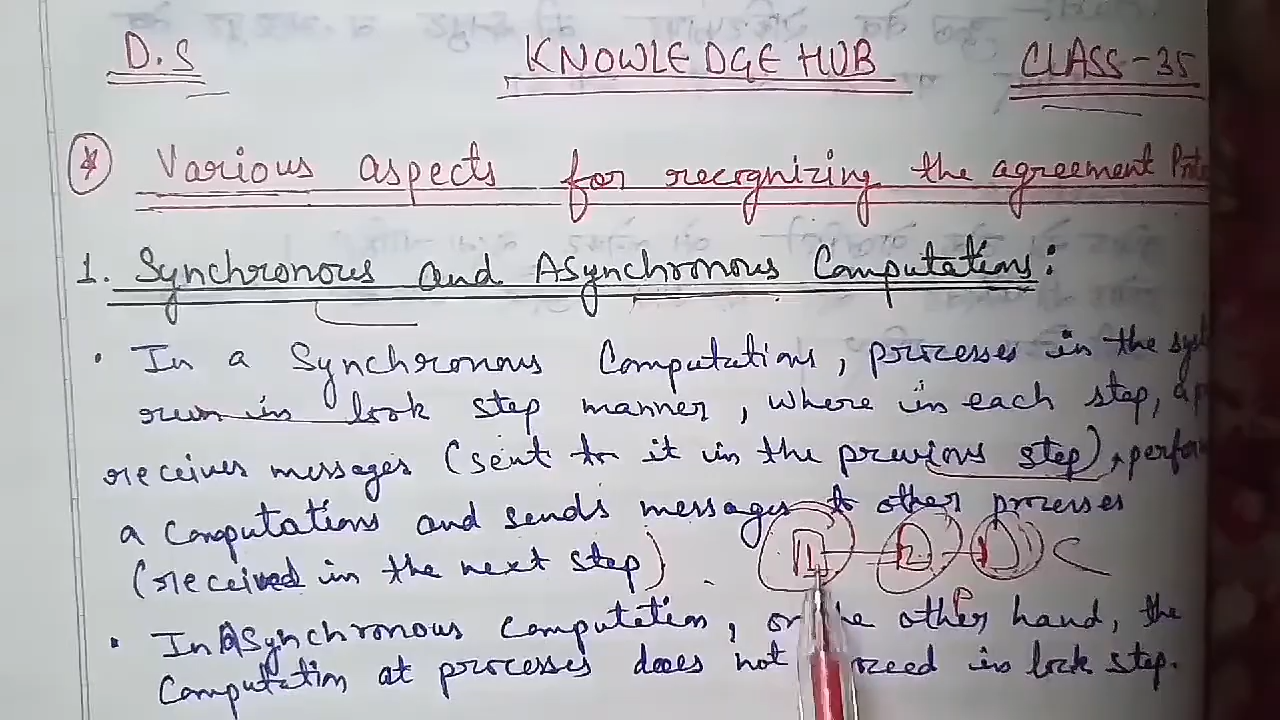 D.S KNOWLEDGE HUB CLASS-35
Various aspects for recognizing the agreement
1. Synchronous and ASynchronous Computations:
• In a Synchronous Computation, processes in the
run in lock step manner, where in each step, a
receives messages (sent to it in the previous step),
a Computations and sends messages to other processes
(received in the next step)
1 2
• In ASynchronous Computation, on the other hand, the
Computation at processes does not in lock step.